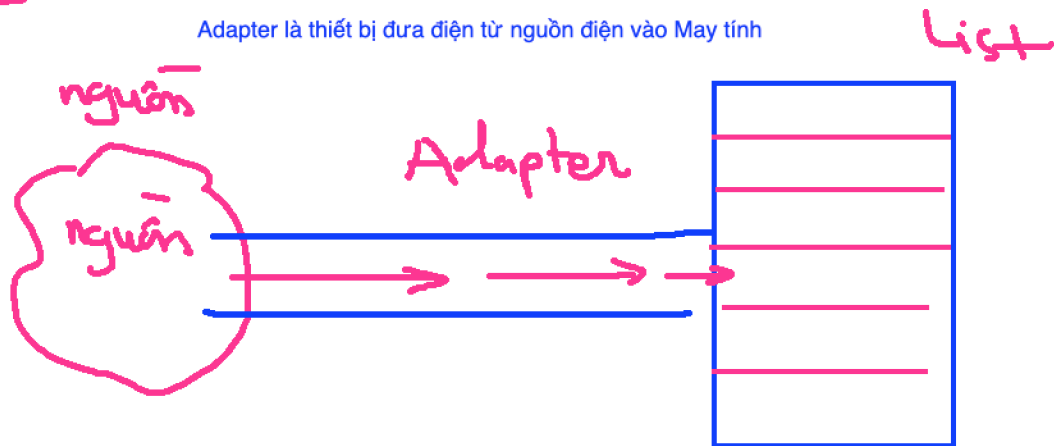 Adapter là thiết bị đưa điện từ nguồn điện vào May tính
List
nguồn
Adapter
nguồn